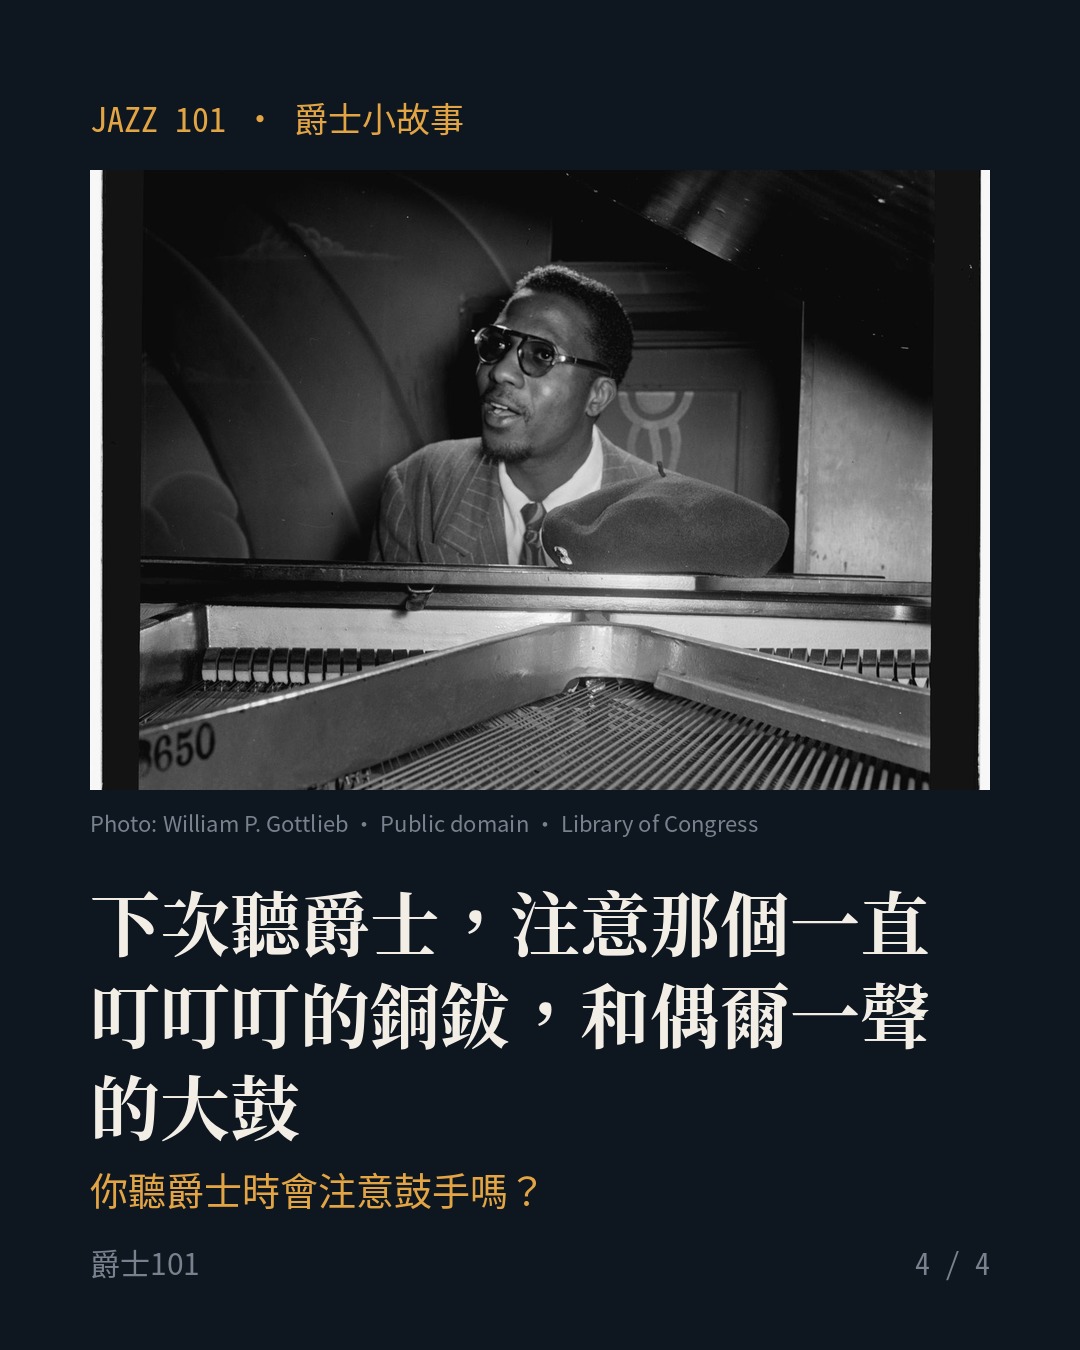 JAZZ 101 · 爵士小故事
3650
Photo: William P. Gottlieb · Public domain · Library of Congress
下次聽爵士，注意那個一直
叮叮叮的銅鈸，和偶爾一聲
的大鼓
你聽爵士時會注意鼓手嗎？
爵士101
4 / 4